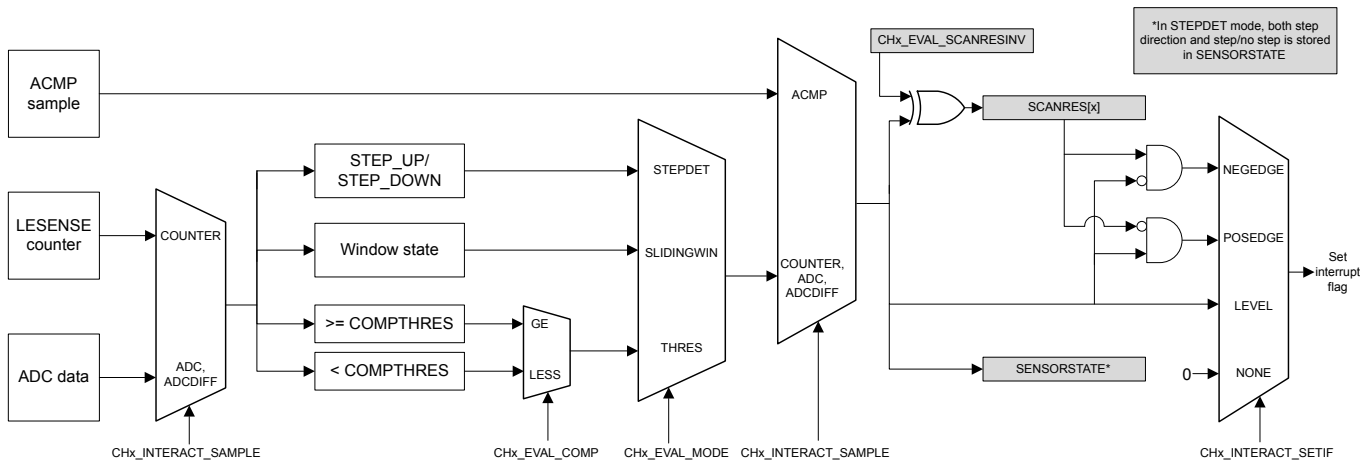 ACMP
sample
LESENSE
counter
ADC data
COUNTER
ADC,
ADCDIFF
CHx_INTERACT_SAMPLE
STEP_UP/
STEP_DOWN
Window state
>= COMPTHRES
< COMPTHRES
GE
LESS
CHx_EVAL_COMP
STEPDET
SLIDINGWIN
THRES
CHx_EVAL_MODE
ACMP
COUNTER,
ADC,
ADCDIFF
CHx_INTERACT_SAMPLE
CHx_EVAL_SCANRESINV
SCANRES[x]
SENSORSTATE*
*In STEPDET mode, both step
direction and step/no step is stored
in SENSORSTATE
NEGEDGE
POSEDGE
LEVEL
0
NONE
CHx_INTERACT_SETIF
Set
interrupt
flag